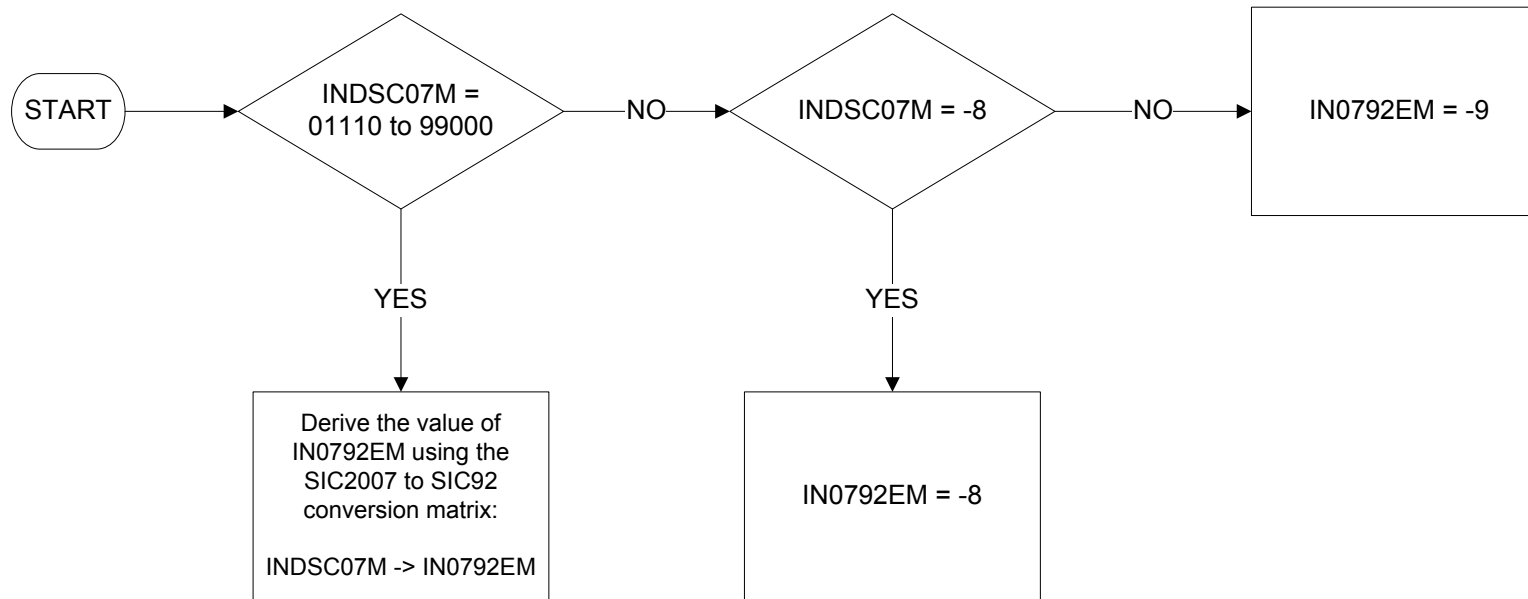 START
INDSC07M =
01110 to 99000
NO
INDSC07M = -8
NO
IN0792EM = -9
YES
YES
Derive the value of
IN0792EM using the
SIC2007 to SIC92
conversion matrix:
INDSC07M -> IN0792EM
IN0792EM = -8